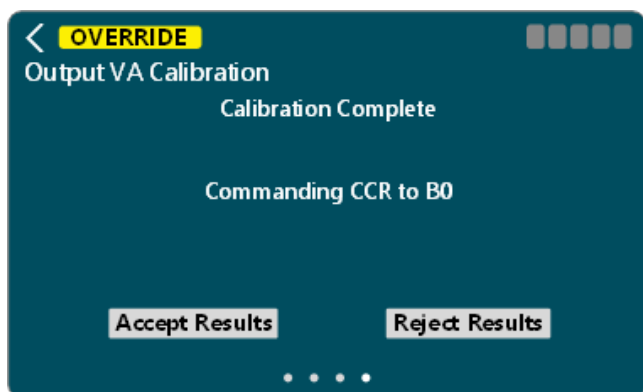 OVERRIDE
Output VA Calibration
Calibration Complete
Commanding CCR to B0
Accept Results Reject Results